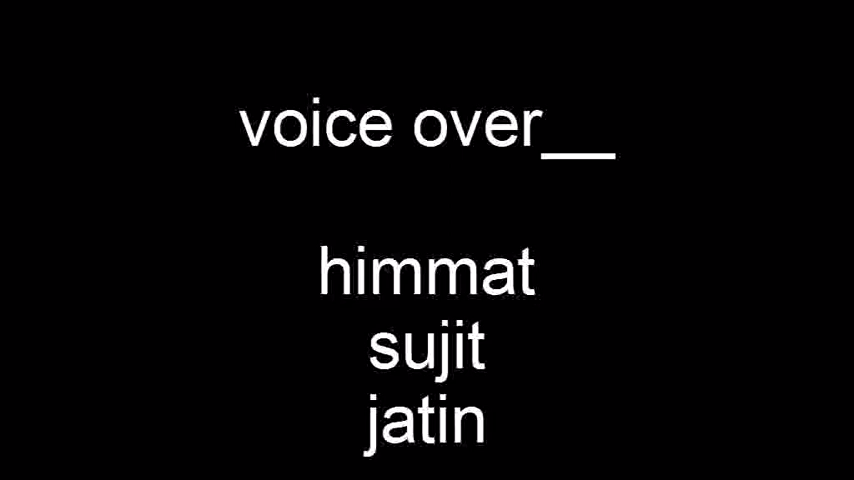 voice over__
himmat
sujit
jatin